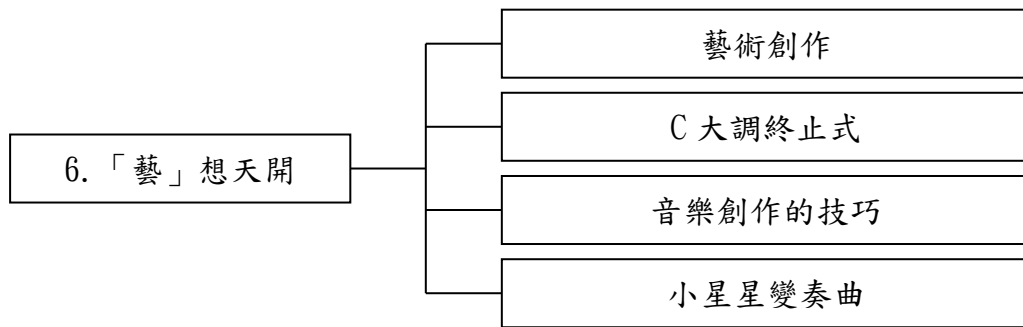 6.「藝」想天開
藝術創作
C 大調終止式
音樂創作的技巧
小星星變奏曲